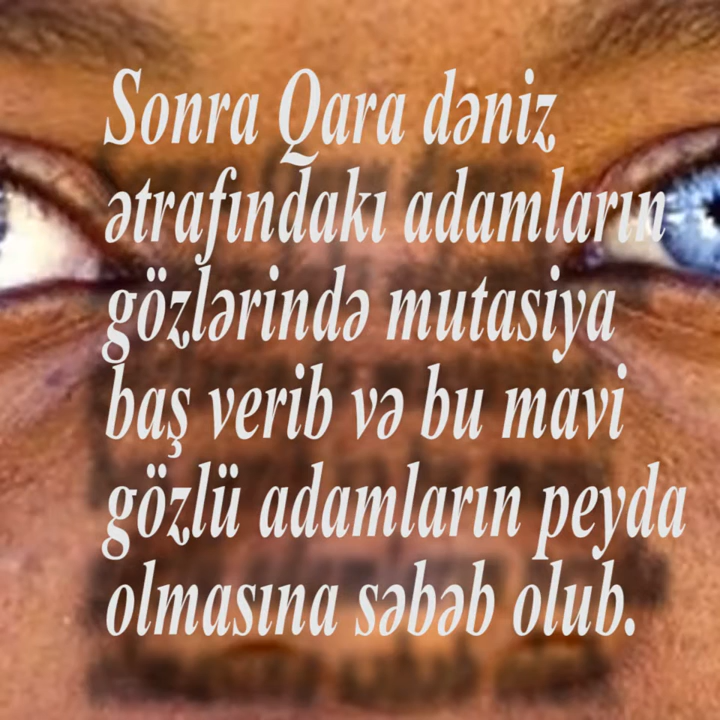 Sonra Qara dəniz
ətrafındakı adamların
gözlərində mutasiya
baş verib və bu mavi
gözlü adamların peyda
olmasına səbəb olub.